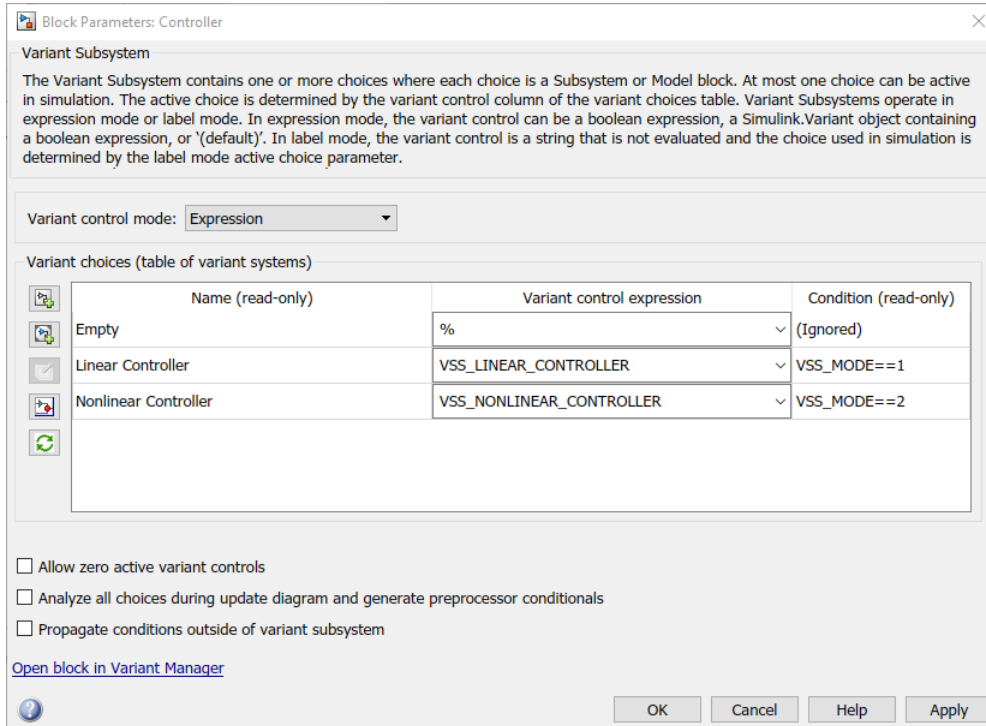 Block Parameters: Controller
Variant Subsystem
The Variant Subsystem contains one or more choices where each choice is a Subsystem or Model block. At most one choice can be active
in simulation. The active choice is determined by the variant control column of the variant choices table. Variant Subsystems operate in
expression mode or label mode. In expression mode, the variant control can be a boolean expression, a Simulink.Variant object containing
a boolean expression, or '(default)'. In label mode, the variant control is a string that is not evaluated and the choice used in simulation is
determined by the label mode active choice parameter.
Variant control mode: Expression
Variant choices (table of variant systems)
Name (read-only) Variant control expression Condition (read-only)
Empty % (Ignored)
Linear Controller VSS_LINEAR_CONTROLLER VSS_MODE==1
Nonlinear Controller VSS_NONLINEAR_CONTROLLER VSS_MODE==2
Allow zero active variant controls
Analyze all choices during update diagram and generate preprocessor conditionals
Propagate conditions outside of variant subsystem
Open block in Variant Manager
? OK Cancel Help Apply